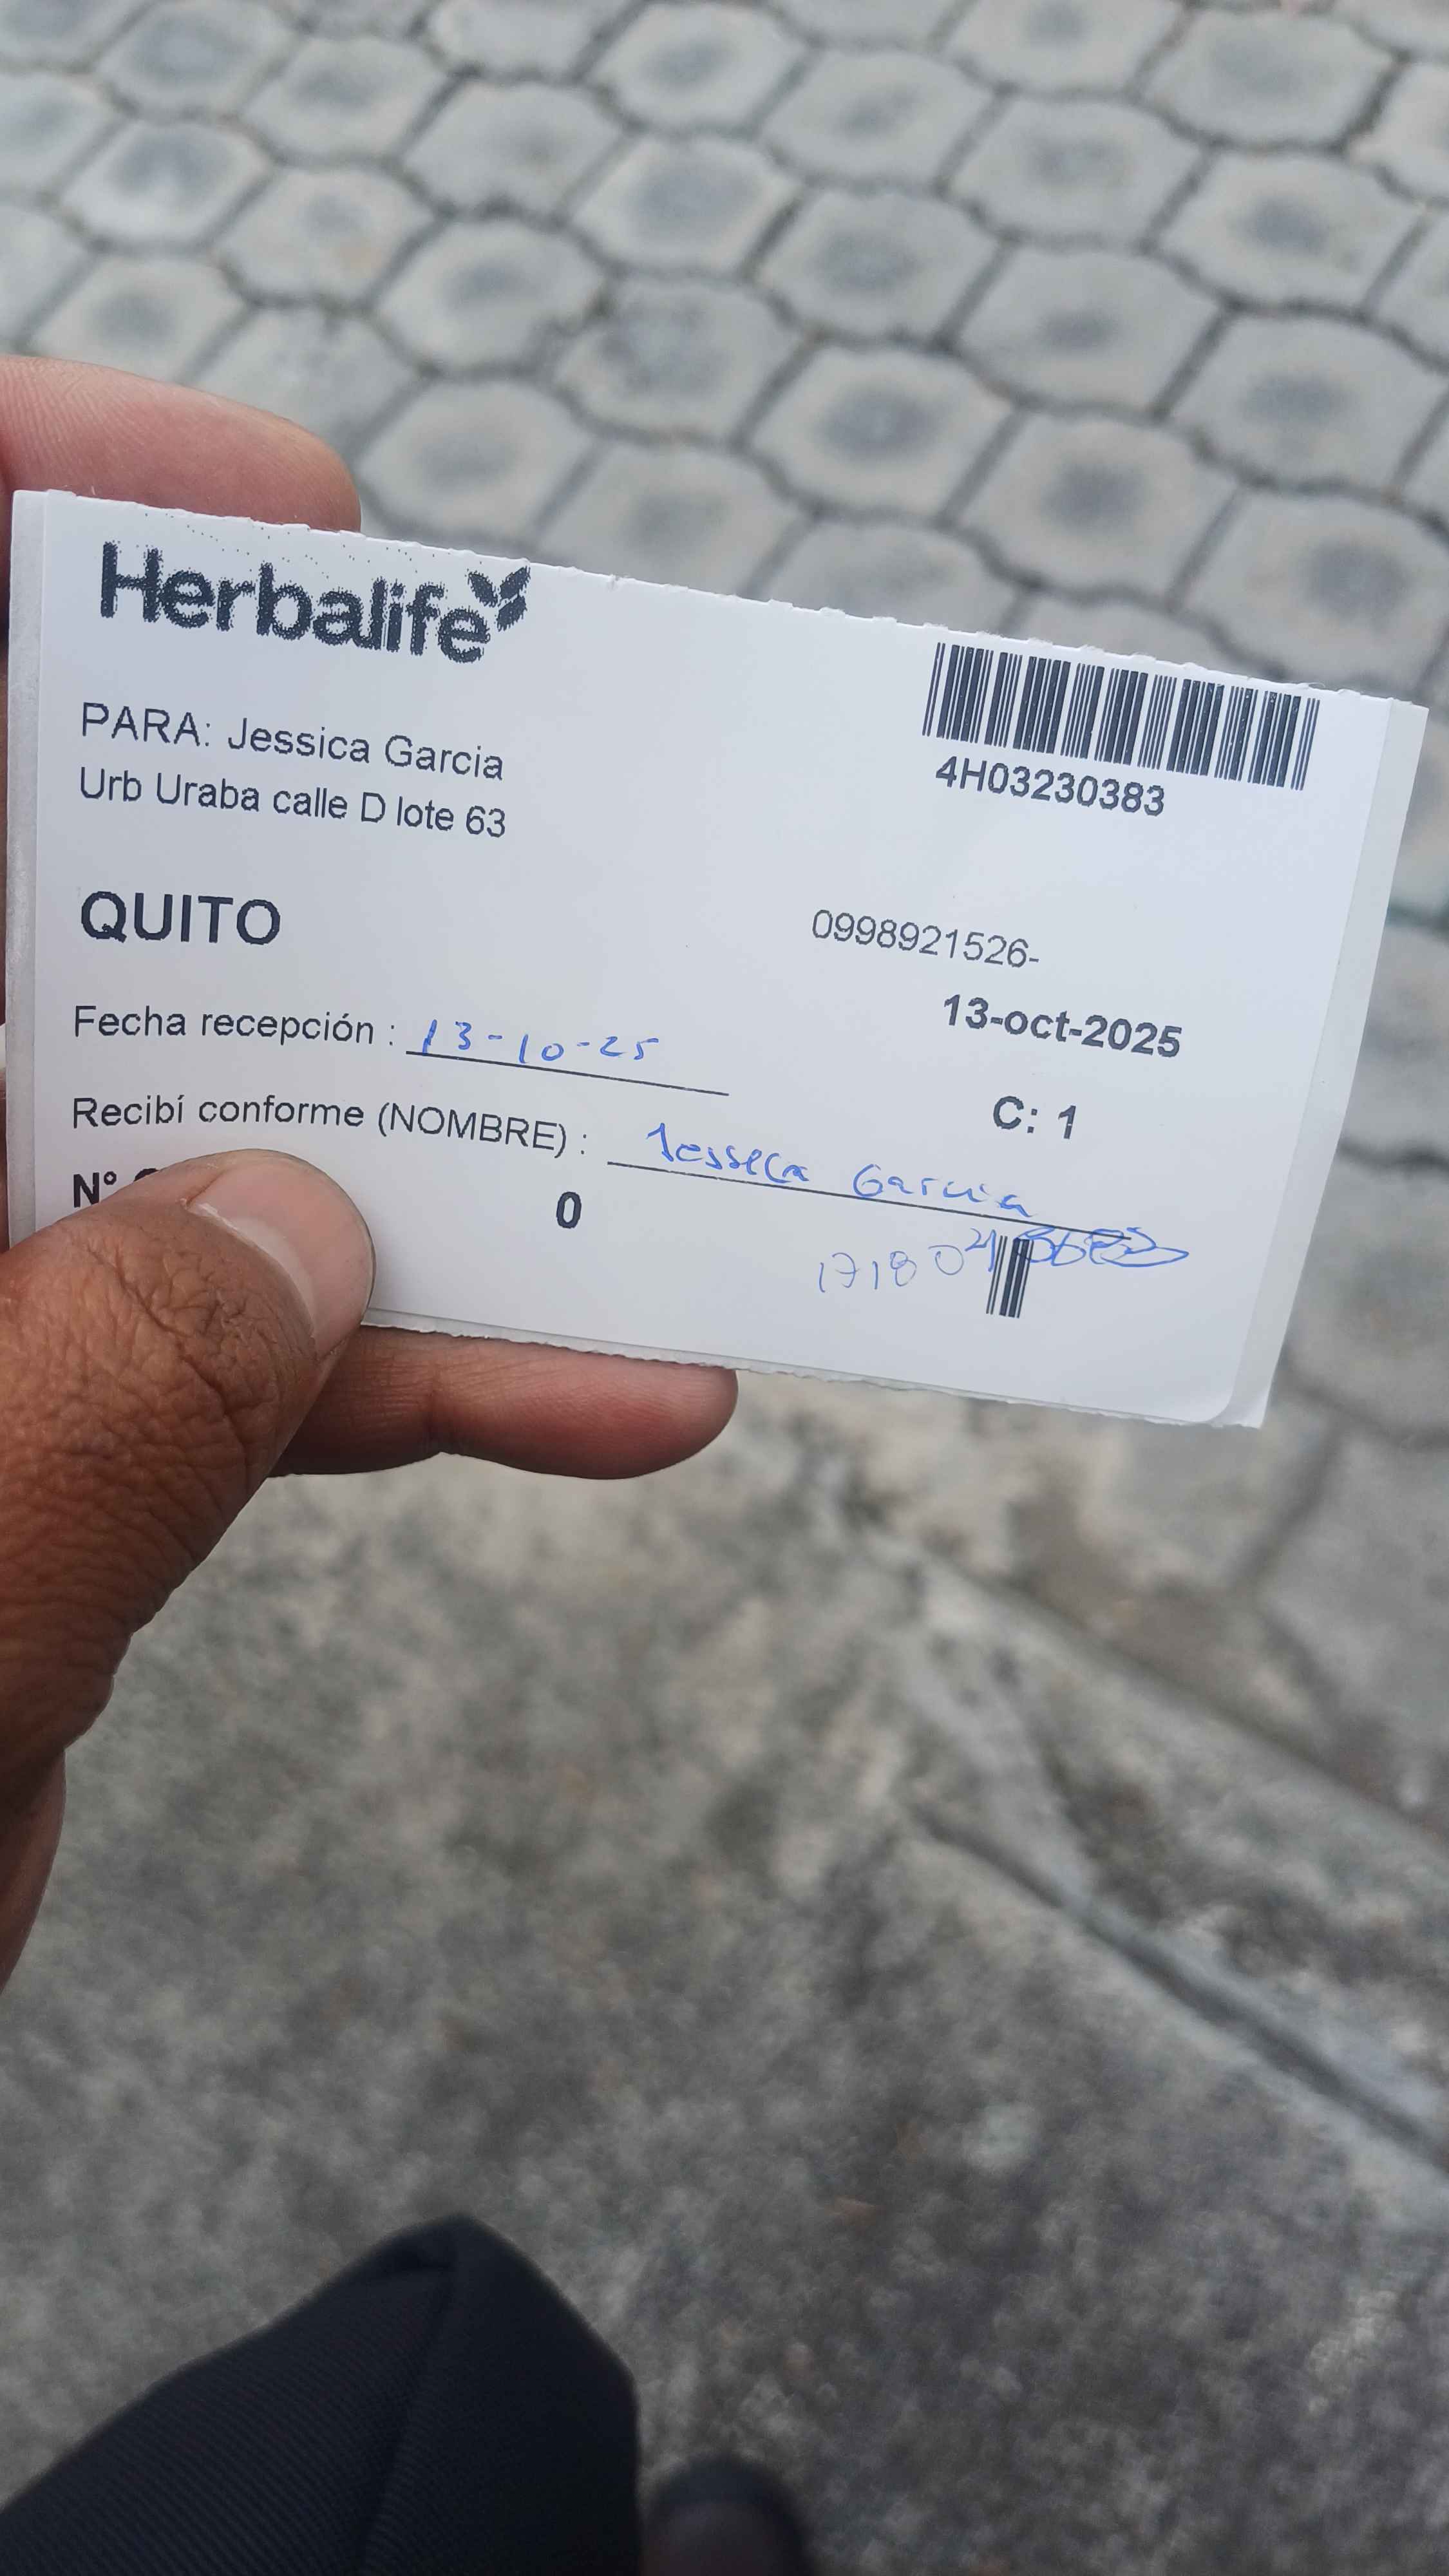 Herbalife
4H03230383
PARA: Jessica Garcia
Urb Uraba calle D lote 63
QUITO
0998921526-
13-oct-2025
Fecha recepción : 13-10-25
C: 1
Recibí conforme (NOMBRE) : Jessica Garcia
N° 0